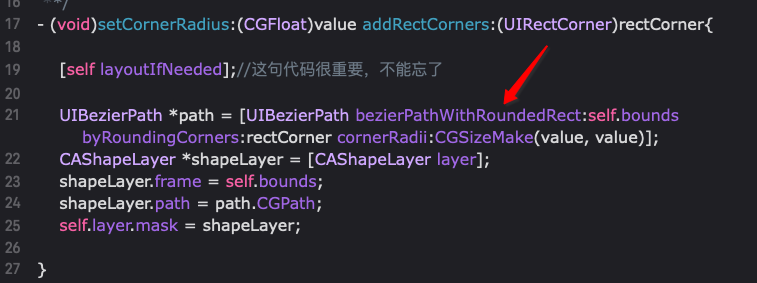 16 **/
17 - (void)setCornerRadius:(CGFloat)value addRectCorners:(UIRectCorner)rectCorner{
18
19 [self layoutIfNeeded];//这句代码很重要，不能忘了
20
21 UIBezierPath *path = [UIBezierPath bezierPathWithRoundedRect:self.bounds
byRoundingCorners:rectCorner cornerRadii:CGSizeMake(value, value)];
22 CAShapeLayer *shapeLayer = [CAShapeLayer layer];
23 shapeLayer.frame = self.bounds;
24 shapeLayer.path = path.CGPath;
25 self.layer.mask = shapeLayer;
26
27 }